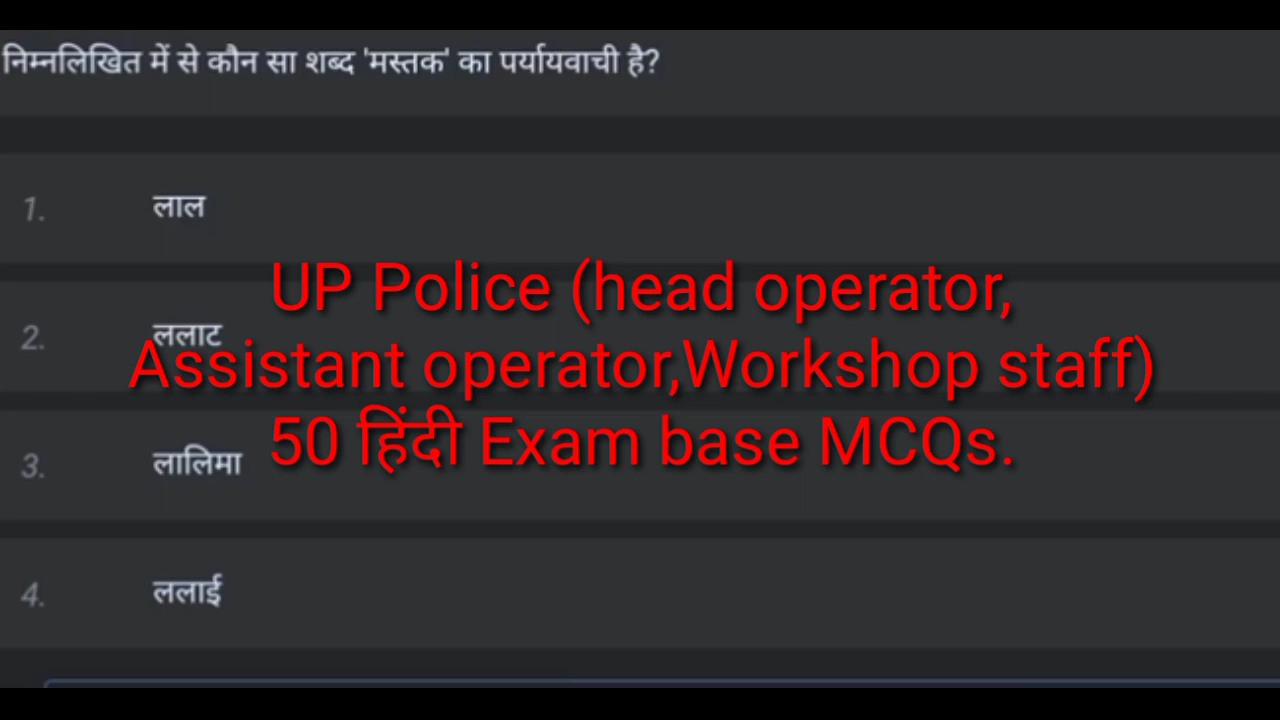 निम्नलिखित में से कौन सा शब्द 'मस्तक' का पर्यायवाची है?
1. लाल
UP Police (head operator,
2. ललाट
Assistant operator,Workshop staff)
50 हिंदी Exam base MCQs.
3. लालिमा
4. ललाई